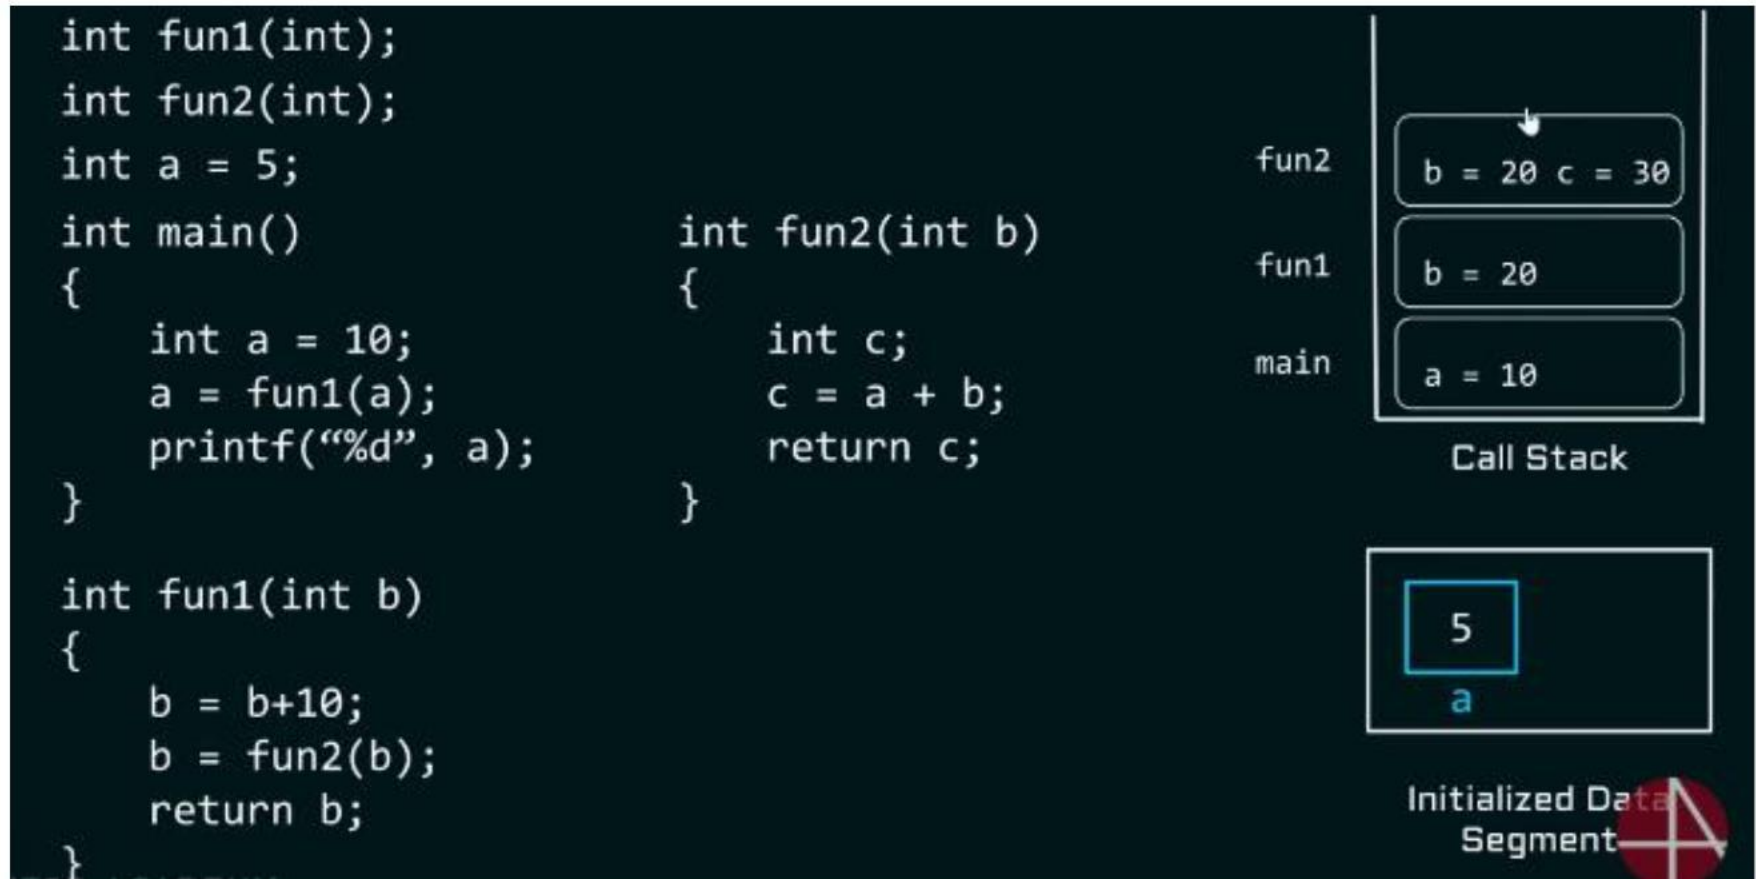 int fun1(int);
int fun2(int);
int a = 5;
int main()
{
    int a = 10;
    a = fun1(a);
    printf(“%d”, a);
}
int fun1(int b)
{
    b = b+10;
    b = fun2(b);
    return b;
}
int fun2(int b)
{
    int c;
    c = a + b;
    return c;
}
fun2
b = 20 c = 30
fun1
b = 20
main
a = 10
Call Stack
5
a
Initialized Data
Segment